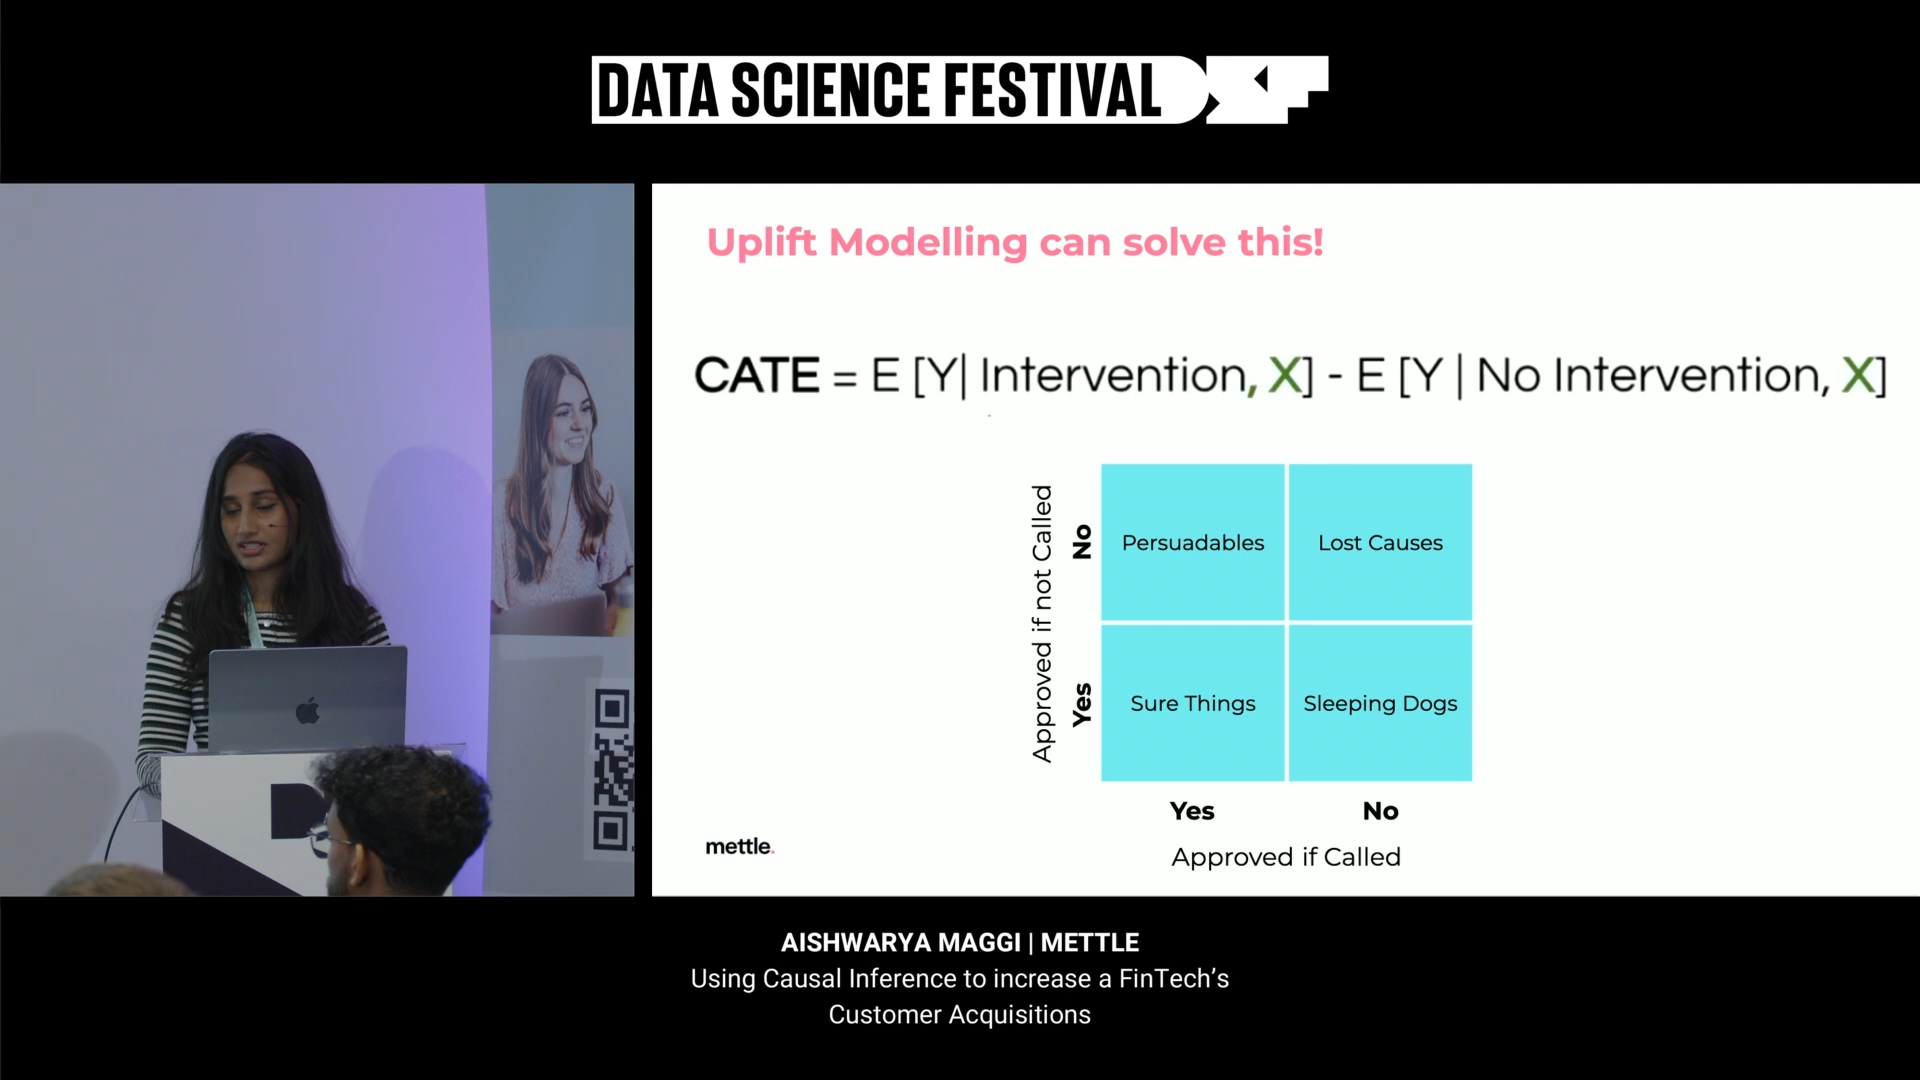 DATA SCIENCE FESTIVAL
Uplift Modelling can solve this!
CATE = E [Y| Intervention, X] - E [Y | No Intervention, X]
Approved if not Called
No
Persuadables
Lost Causes
Yes
Sure Things
Sleeping Dogs
Yes
No
Approved if Called
mettle.
AISHWARYA MAGGI | METTLE
Using Causal Inference to increase a FinTech’s
Customer Acquisitions